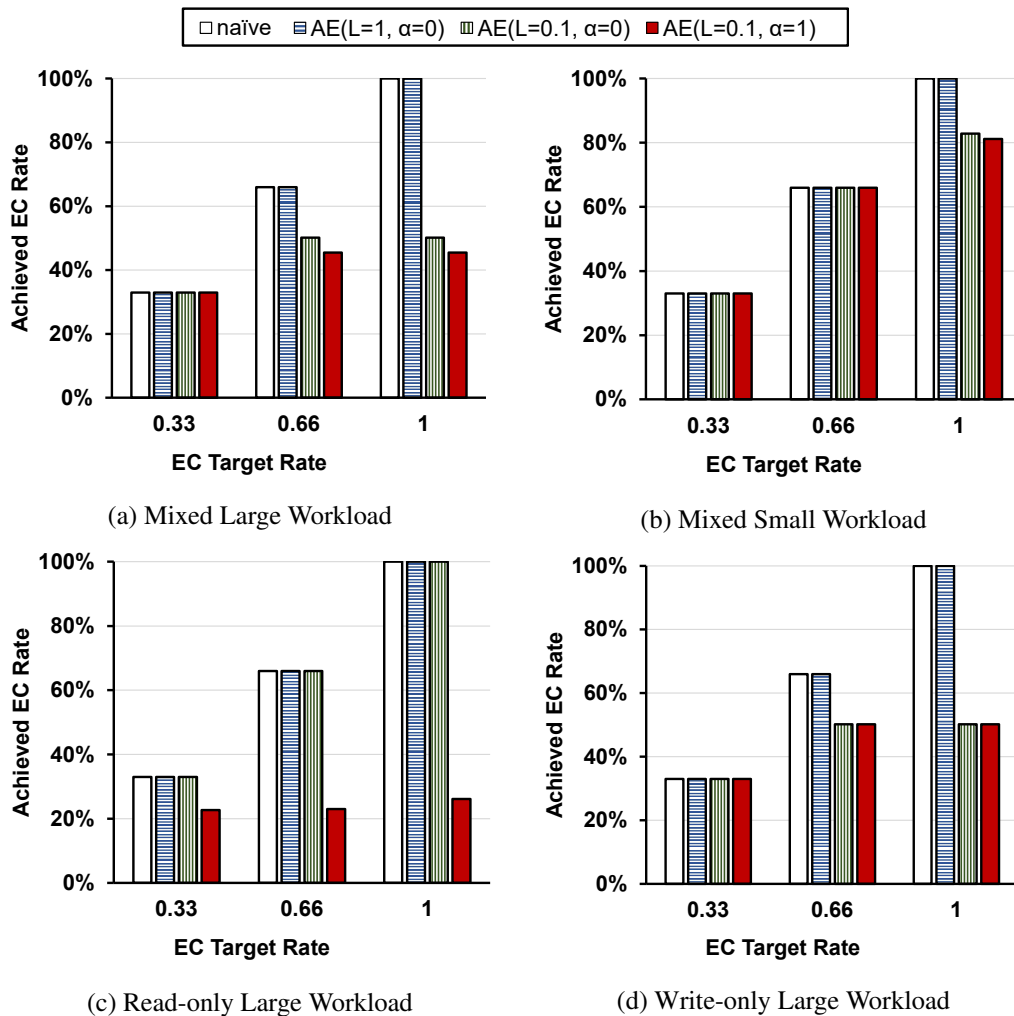 naïve AE(L=1, α=0) AE(L=0.1, α=0) AE(L=0.1, α=1)
100%
80%
60%
40%
20%
0%
Achieved EC Rate
0.33 0.66 1
EC Target Rate
(a) Mixed Large Workload
100%
80%
60%
40%
20%
0%
Achieved EC Rate
0.33 0.66 1
EC Target Rate
(b) Mixed Small Workload
100%
80%
60%
40%
20%
0%
Achieved EC Rate
0.33 0.66 1
EC Target Rate
(c) Read-only Large Workload
100%
80%
60%
40%
20%
0%
Achieved EC Rate
0.33 0.66 1
EC Target Rate
(d) Write-only Large Workload